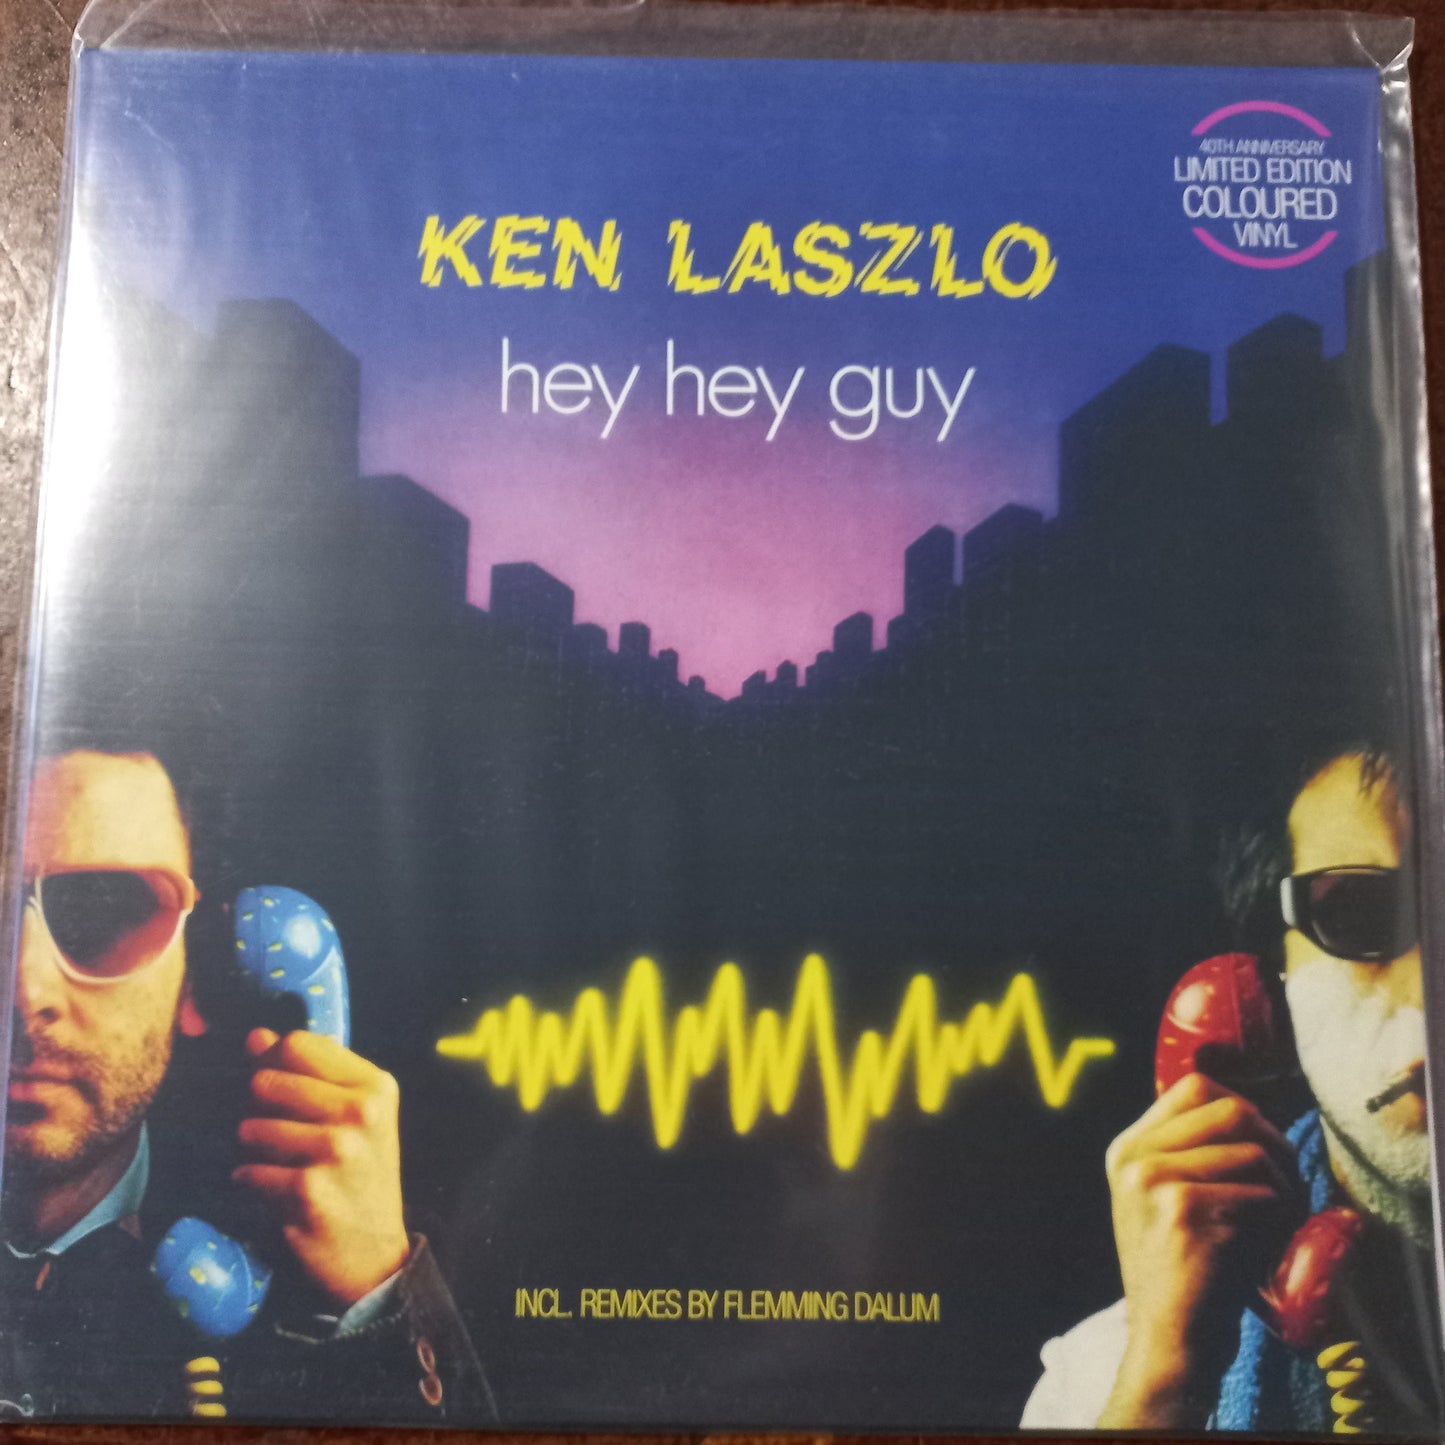 40TH ANNIVERSARY
LIMITED EDITION
COLOURED
VINYL
KEN LASZLO
hey hey guy
INCL. REMIXES BY FLEMMING DALUM